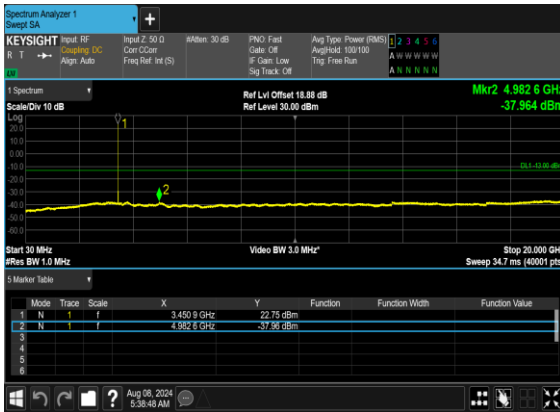 Spectrum Analyzer 1
Swept SA
KEYSIGHT Input: RF Input Z: 50 Ω #Atten: 30 dB PNO: Fast Avg Type: Power (RMS) 1 2 3 4 5 6
R T Coupling: DC Corr CCorr Gate: Off Avg|Hold: 100/100 A W W W W W
Align: Auto Freq Ref: Int (S) IF Gain: Low Trig: Free Run
LXI Sig Track: Off A N N N N N
1 Spectrum Ref Lvl Offset 18.88 dB Mkr2 4.982 6 GHz
Scale/Div 10 dB Ref Level 30.00 dBm -37.964 dBm
Log
20.0
10.0
0.00
-10.0
-20.0
-30.0
-40.0
-50.0
-60.0
1
2
DL1 -13.00 dBm
Start 30 MHz Video BW 3.0 MHz* Stop 20.000 GHz
#Res BW 1.0 MHz Sweep 34.7 ms (40001 pts)
5 Marker Table
Mode Trace Scale X Y Function Function Width Function Value
1 N 1 f 3.450 9 GHz 22.75 dBm
2 N 1 f 4.982 6 GHz -37.96 dBm
3
4
5
6
? Aug 08, 2024
5:38:48 AM